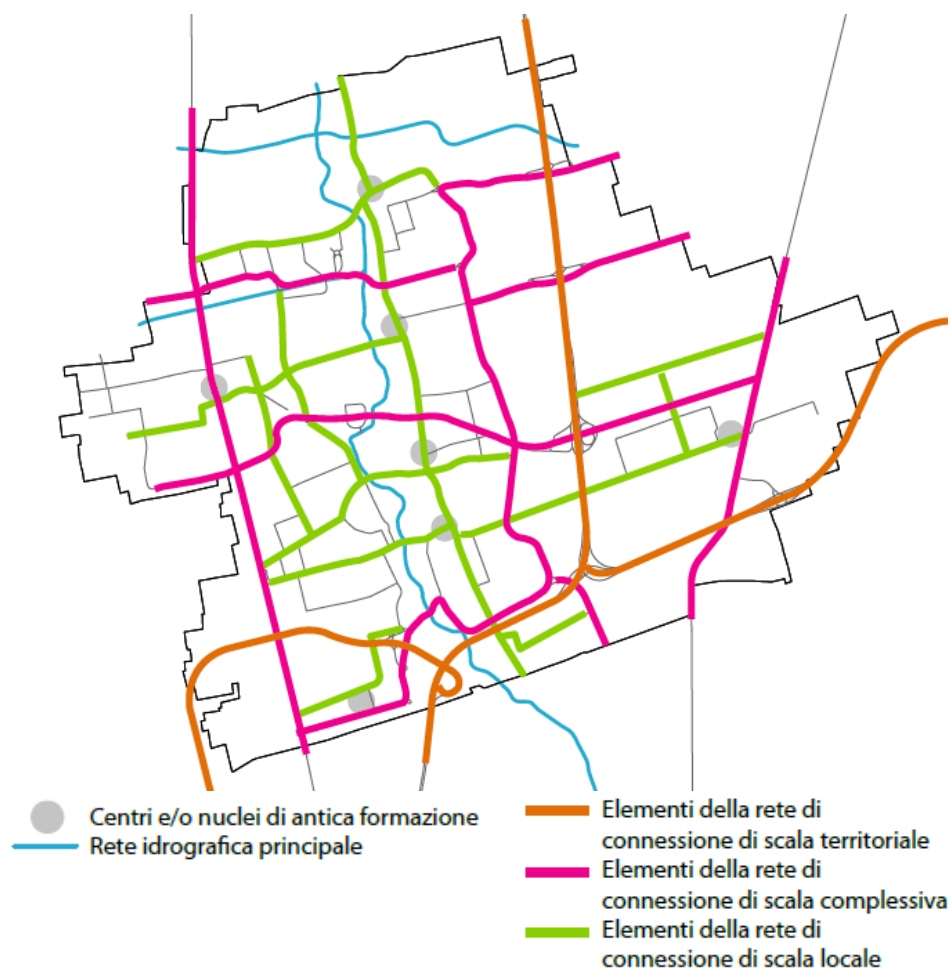 Centri e/o nuclei di antica formazione
Rete idrografica principale
Elementi della rete di
connessione di scala territoriale
Elementi della rete di
connessione di scala complessiva
Elementi della rete di
connessione di scala locale